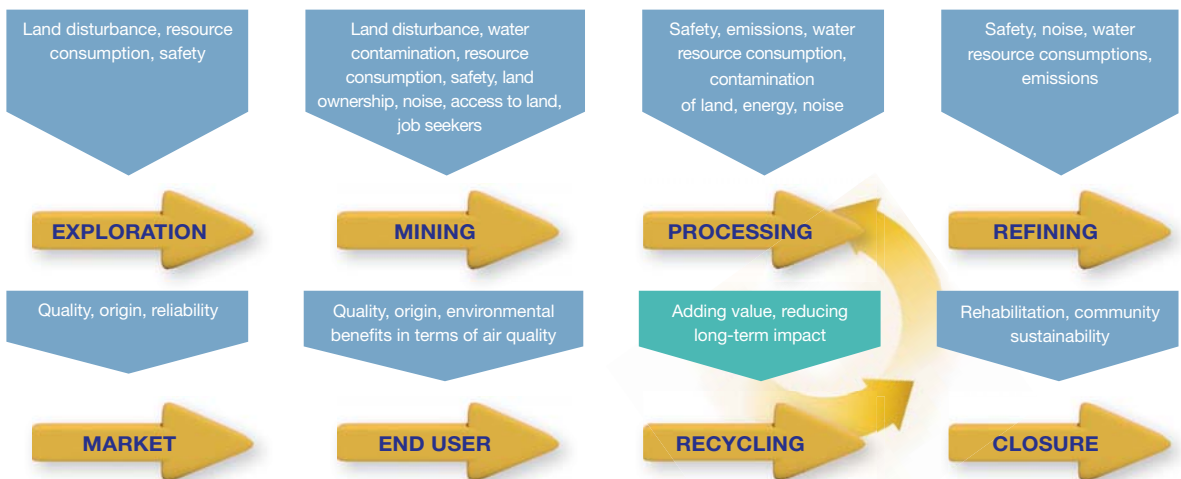 Land disturbance, resource
consumption, safety
Land disturbance, water
contamination, resource
consumption, safety, land
ownership, noise, access to land,
job seekers
Safety, emissions, water
resource consumption,
contamination
of land, energy, noise
Safety, noise, water
resource consumptions,
emissions
EXPLORATION
MINING
PROCESSING
REFINING
Quality, origin, reliability
Quality, origin, environmental
benefits in terms of air quality
Adding value, reducing
long-term impact
Rehabilitation, community
sustainability
MARKET
END USER
RECYCLING
CLOSURE